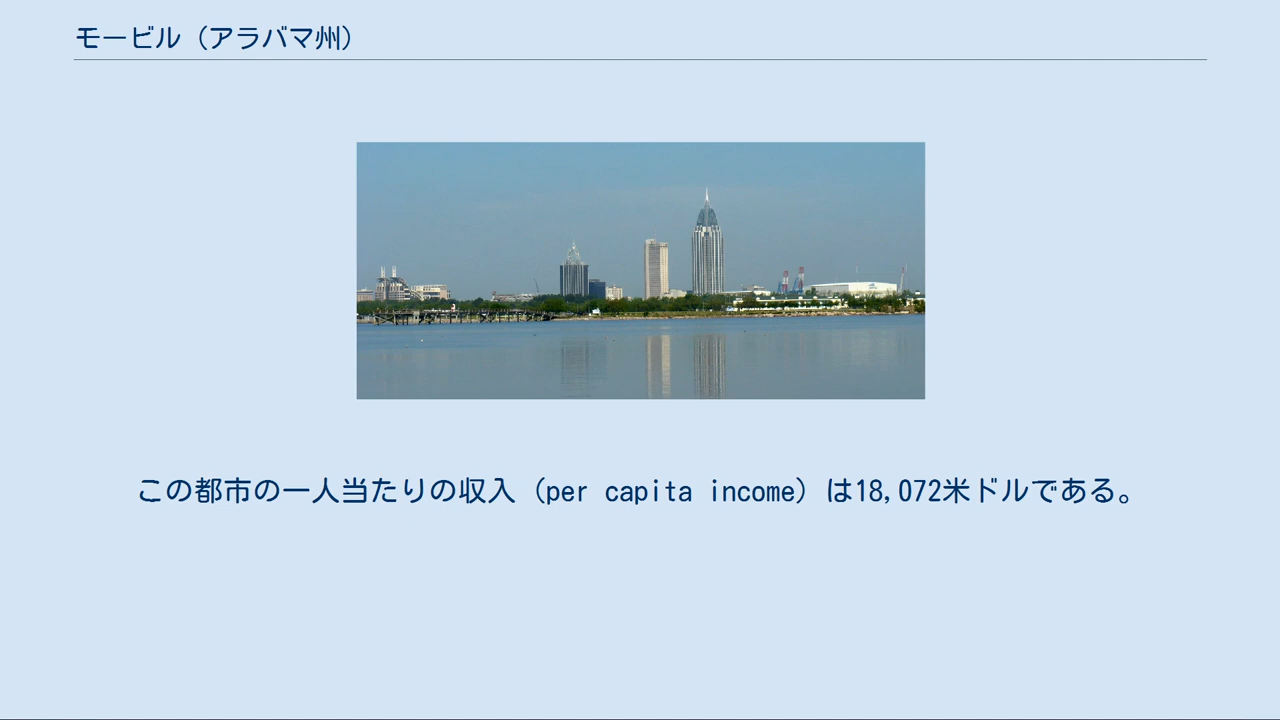 モービル（アラバマ州）
この都市の一人当たりの収入（per capita income）は18,072米ドルである。